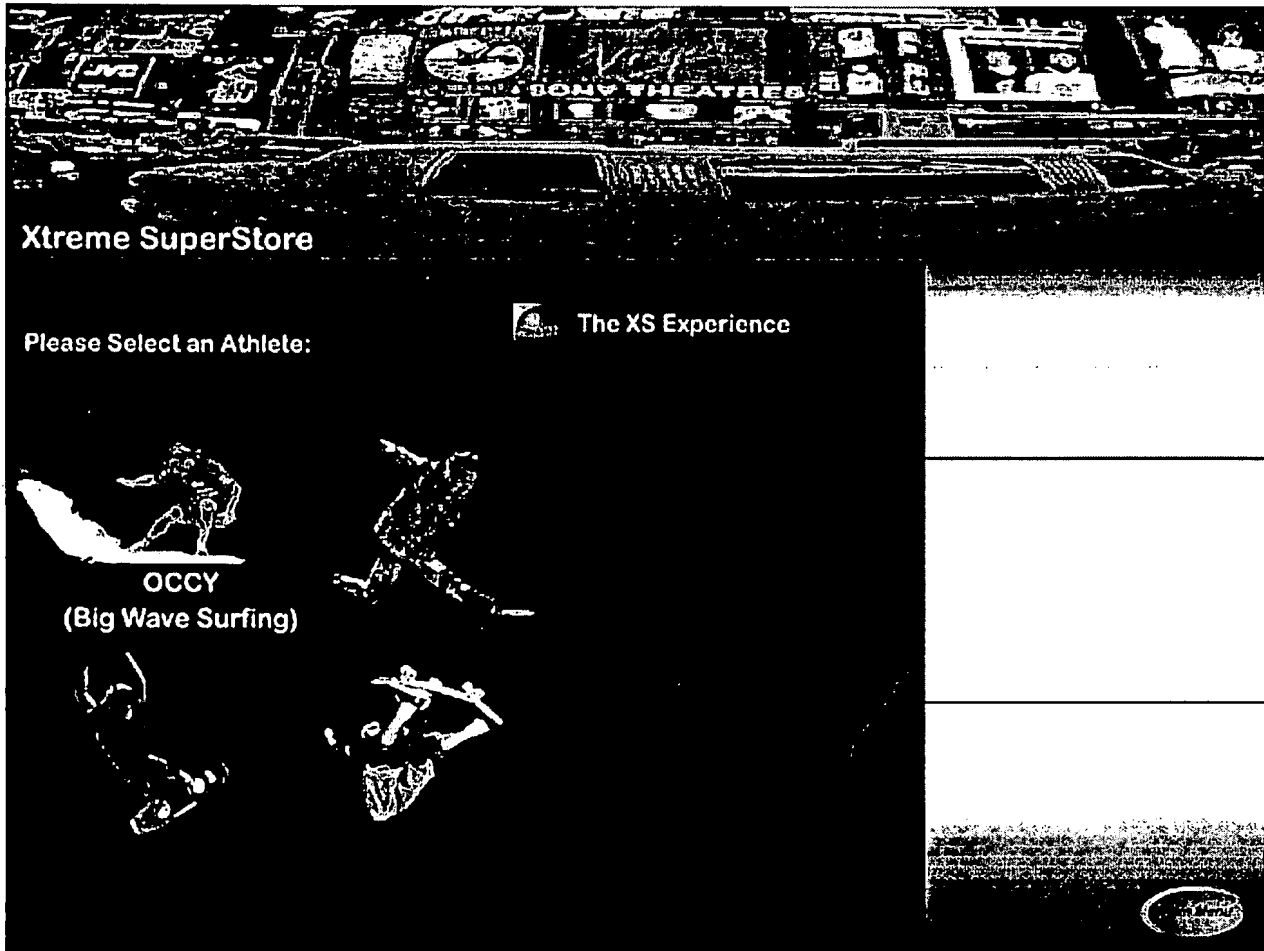 SONY THEATRES
Xtreme SuperStore
The XS Experience
Please Select an Athlete:
OCCY
(Big Wave Surfing)